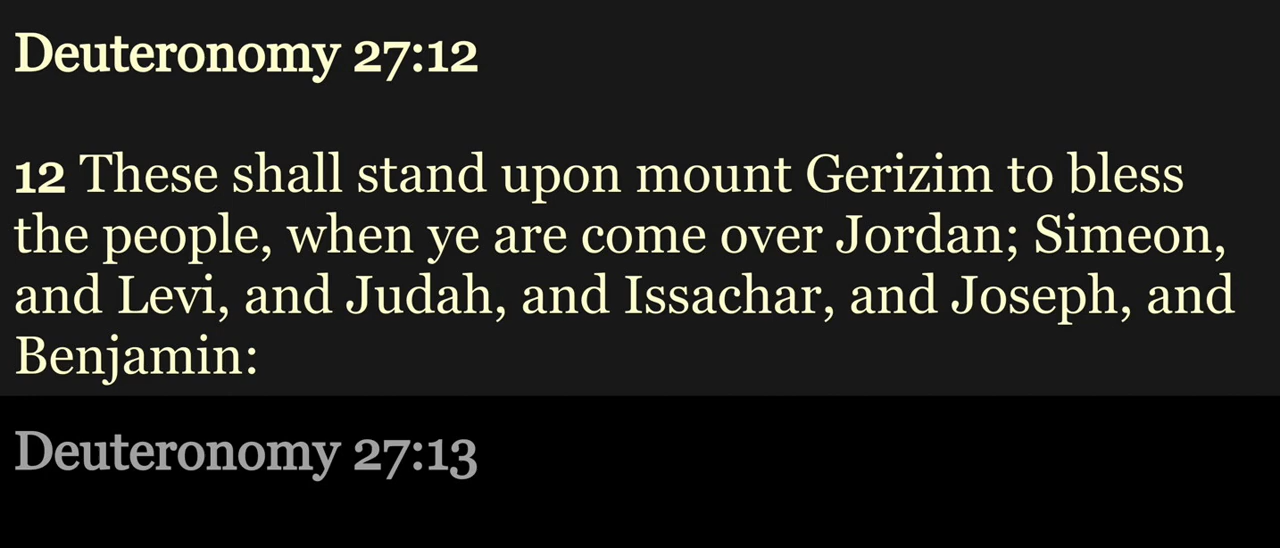 Deuteronomy 27:12
12 These shall stand upon mount Gerizim to bless
the people, when ye are come over Jordan; Simeon,
and Levi, and Judah, and Issachar, and Joseph, and
Benjamin:
Deuteronomy 27:13